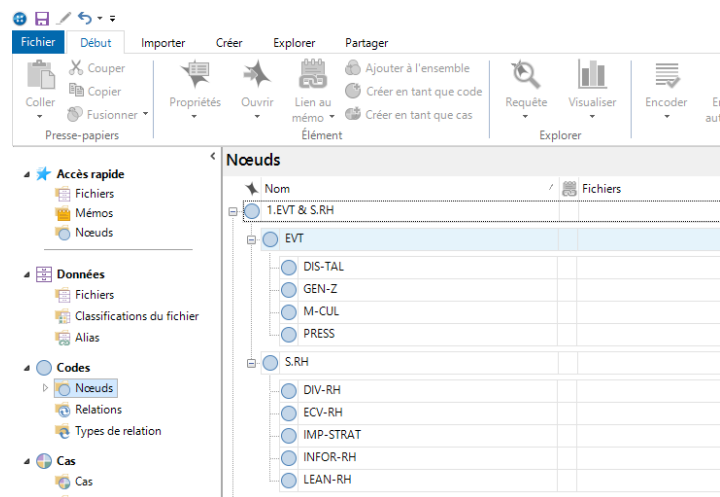 Fichier Début Importer Créer Explorer Partager
Coller
Couper
Copier
Fusionner
Presse-papiers
Propriétés
Ouvrir
Lien au
mémo
Ajouter à l'ensemble
Créer en tant que code
Créer en tant que cas
Élément
Requête
Visualiser
Explorer
Encoder
Accès rapide
Fichiers
Mémos
Nœuds
Données
Fichiers
Classifications du fichier
Alias
Codes
Nœuds
Relations
Types de relation
Cas
Cas
Nœuds
Nom Fichiers
1.EVT & S.RH
EVT
DIS-TAL
GEN-Z
M-CUL
PRESS
S.RH
DIV-RH
ECV-RH
IMP-STRAT
INFOR-RH
LEAN-RH